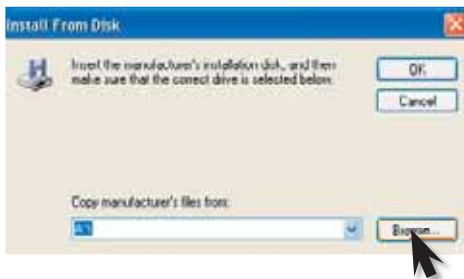 Install From Disk
Insert the manufacturer's installation disk, and then
make sure that the correct drive is selected below.
OK
Cancel
Copy manufacturer's files from:
A:\
Browse...